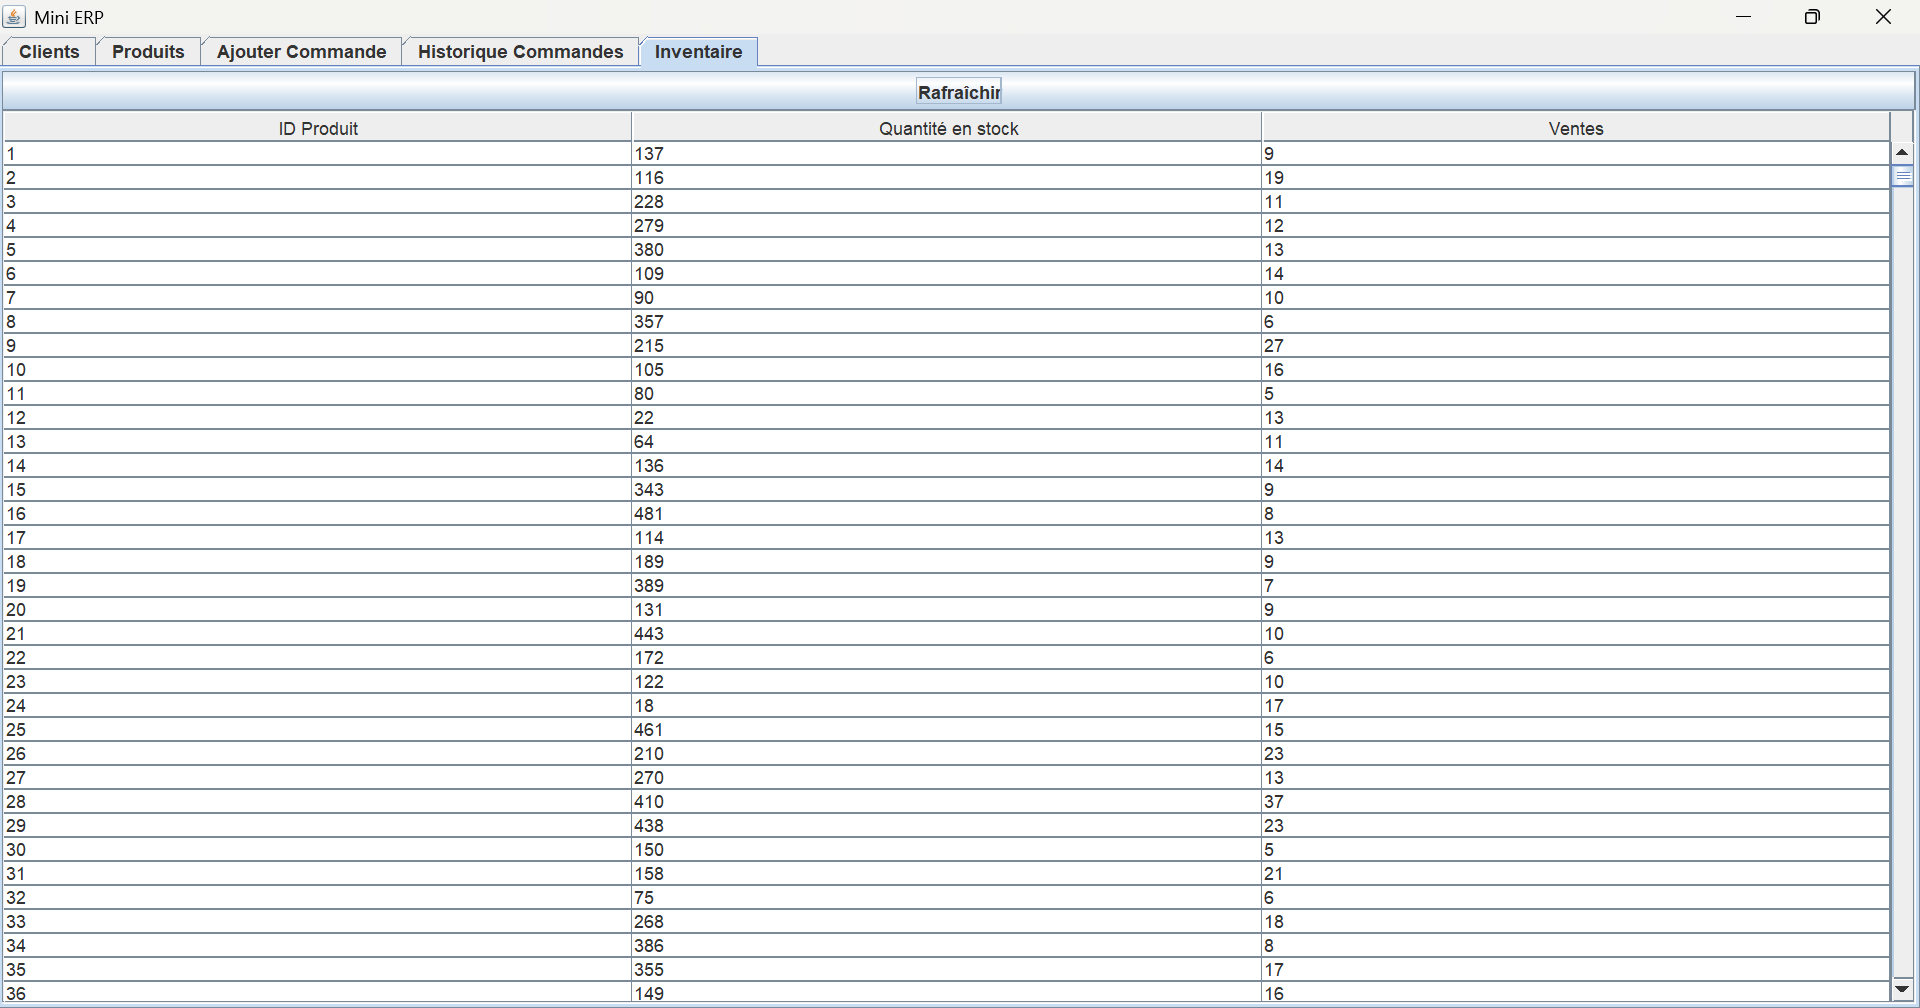 Mini ERP
Clients Produits Ajouter Commande Historique Commandes Inventaire
Rafraîchir
ID Produit Quantité en stock Ventes
1 137 9
2 116 19
3 228 11
4 279 12
5 380 13
6 109 14
7 90 10
8 357 6
9 215 27
10 105 16
11 80 5
12 22 13
13 64 11
14 136 14
15 343 9
16 481 8
17 114 13
18 189 9
19 389 7
20 131 9
21 443 10
22 172 6
23 122 10
24 18 17
25 461 15
26 210 23
27 270 13
28 410 37
29 438 23
30 150 5
31 158 21
32 75 6
33 268 18
34 386 8
35 355 17
36 149 16